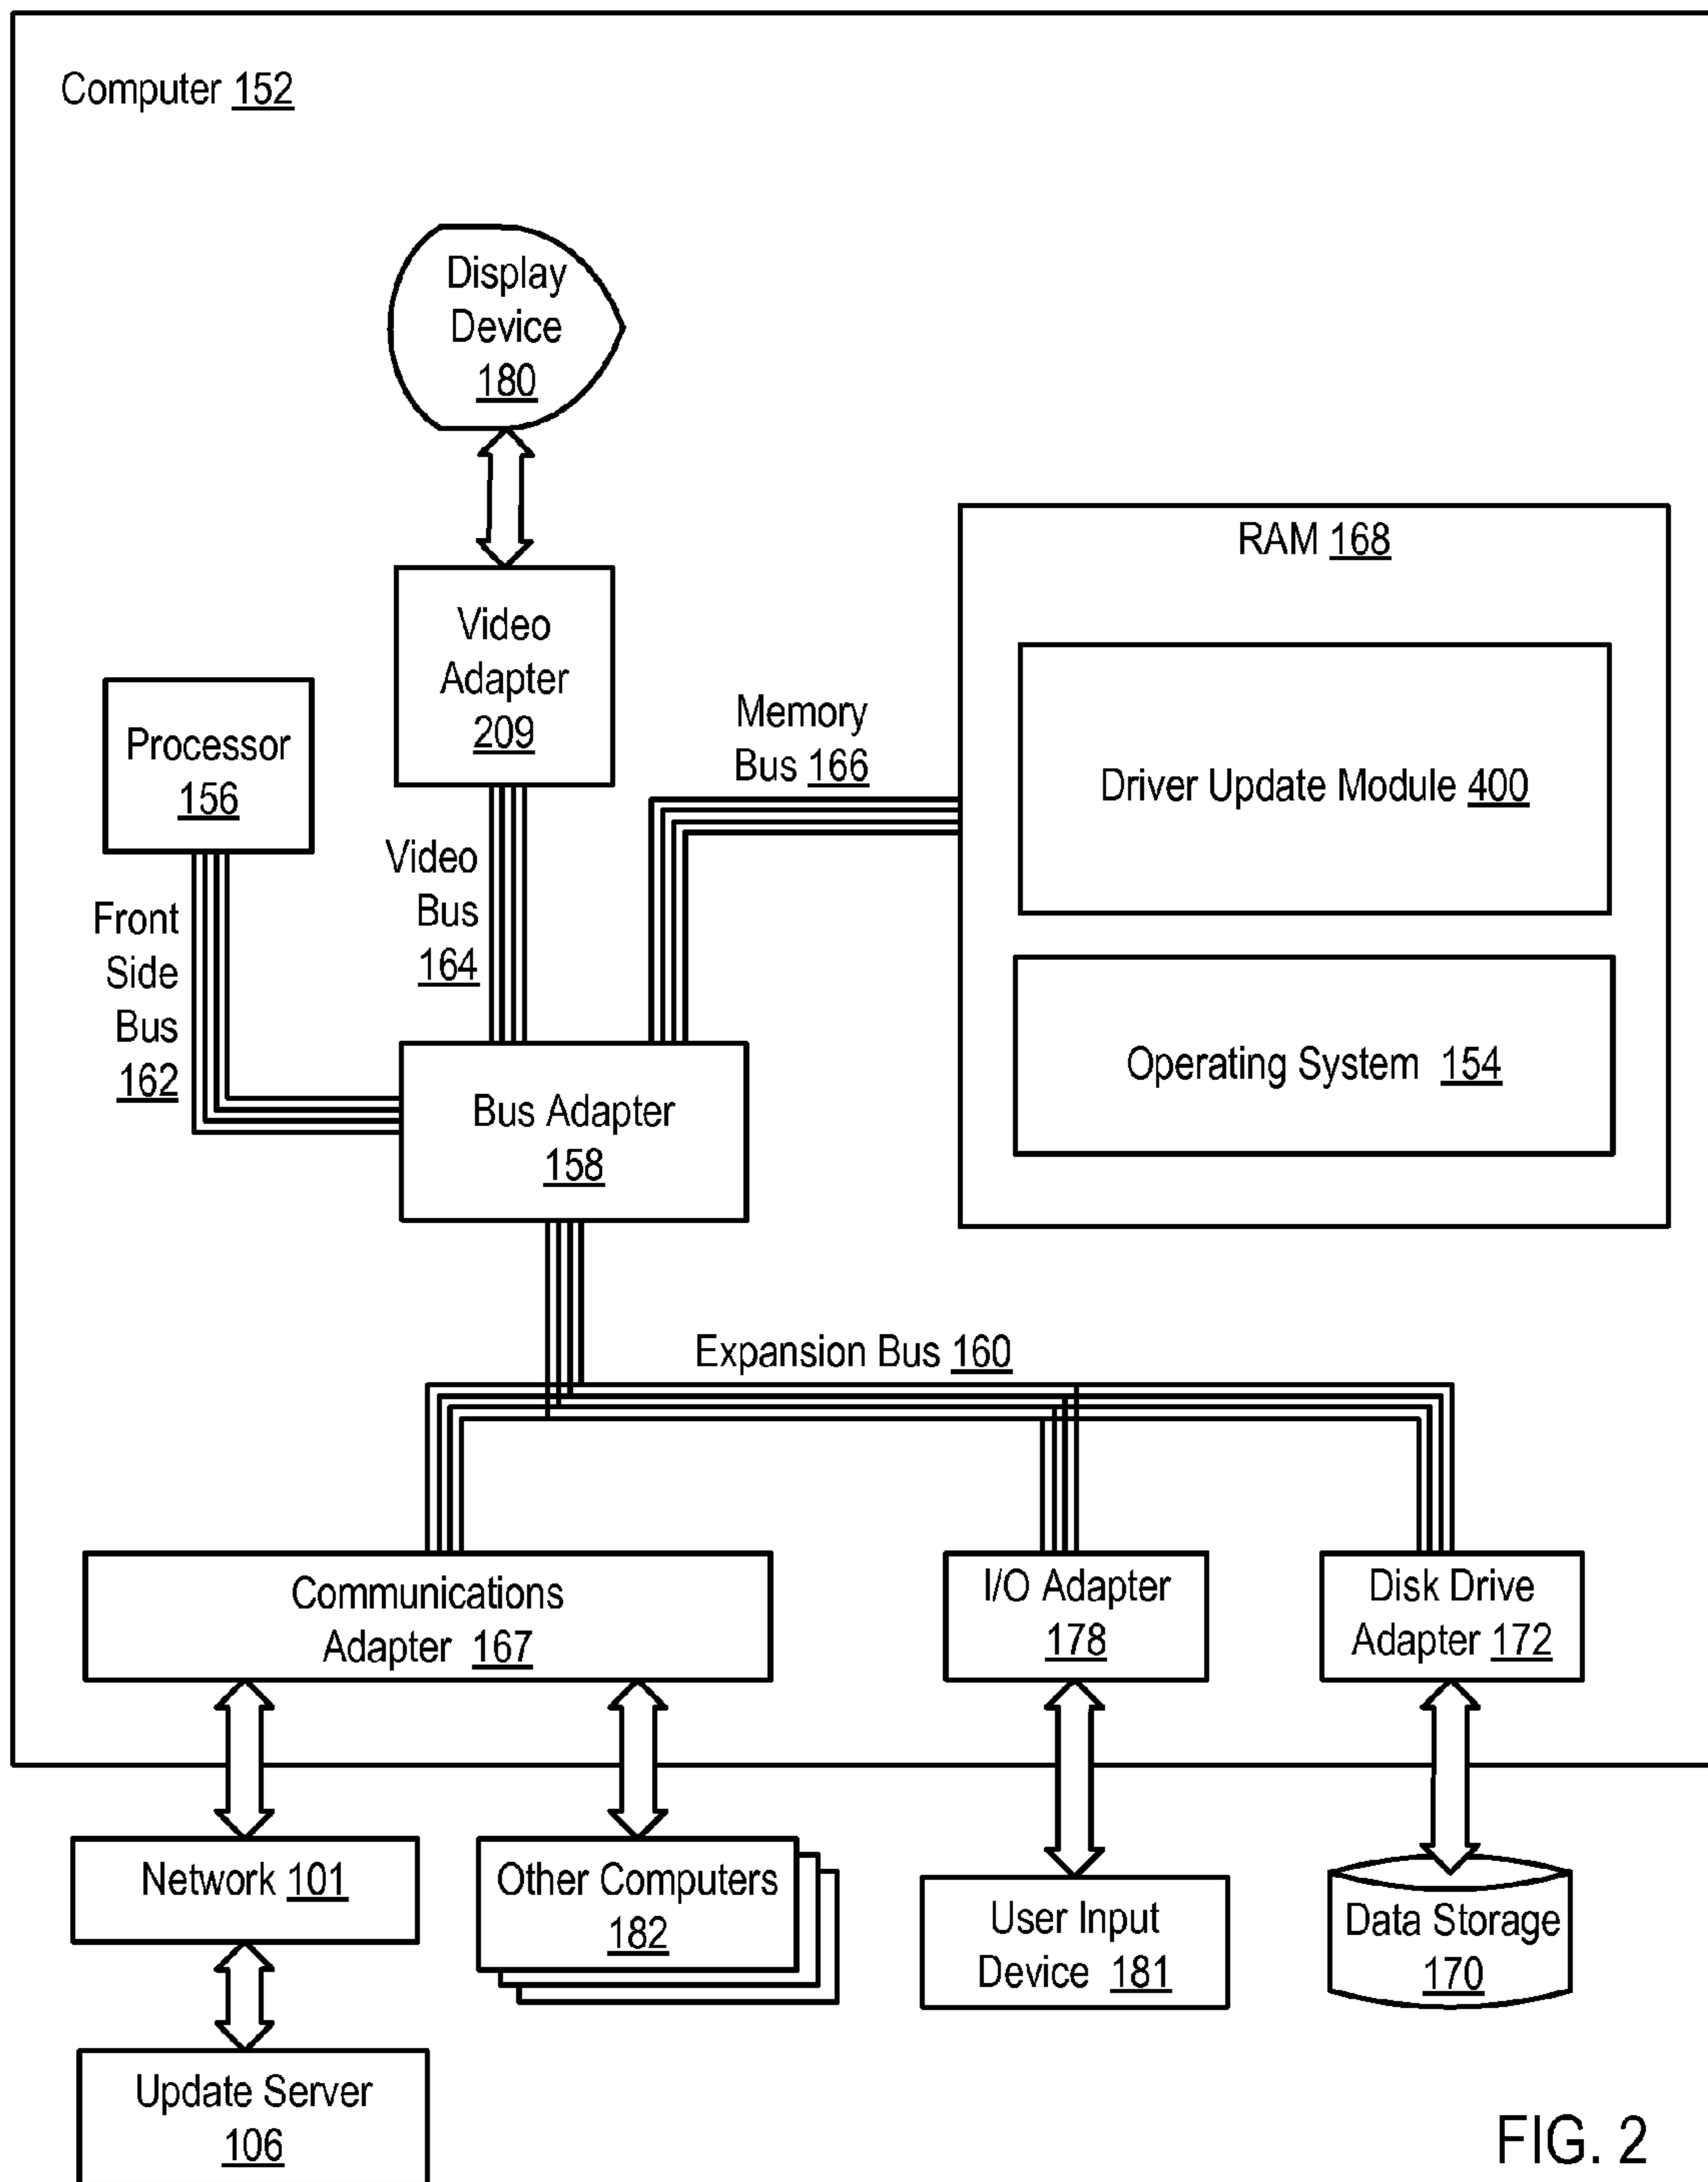 Computer 152
Display
Device
180
RAM 168
Video
Adapter
209
Memory
Bus 166
Processor
156
Driver Update Module 400
Video
Bus
164
Front
Side
Bus
162
Operating System 154
Bus Adapter
158
Expansion Bus 160
Communications
Adapter 167
I/O Adapter
178
Disk Drive
Adapter 172
Network 101
Other Computers
182
User Input
Device 181
Data Storage
170
Update Server
106
FIG. 2